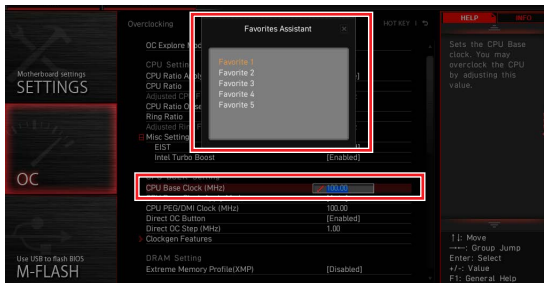 Overclocking
HOT KEY
OC Explore Mod
CPU Settin
CPU Ratio Apply
CPU Ratio
Adjusted CPU F
CPU Ratio Offse
Ring Ratio
Adjusted Ring F
Misc Setting
EIST
Intel Turbo Boost [Enabled]
CPU Base Clock (MHz) 100.00
CPU PEG/DMI Clock (MHz) 100.00
Direct OC Button [Enabled]
Direct OC Step (MHz) 1.00
Clockgen Features
DRAM Setting
Extreme Memory Profile(XMP) [Disabled]
Favorites Assistant
Favorite 1
Favorite 2
Favorite 3
Favorite 4
Favorite 5
Motherboard settings
SETTINGS
OC
Use USB to flash BIOS
M-FLASH
HELP INFO
Sets the CPU Base
clock. You may
overclock the CPU
by adjusting this
value.
↑↓: Move
→←: Group Jump
Enter: Select
+/-: Value
F1: General Help